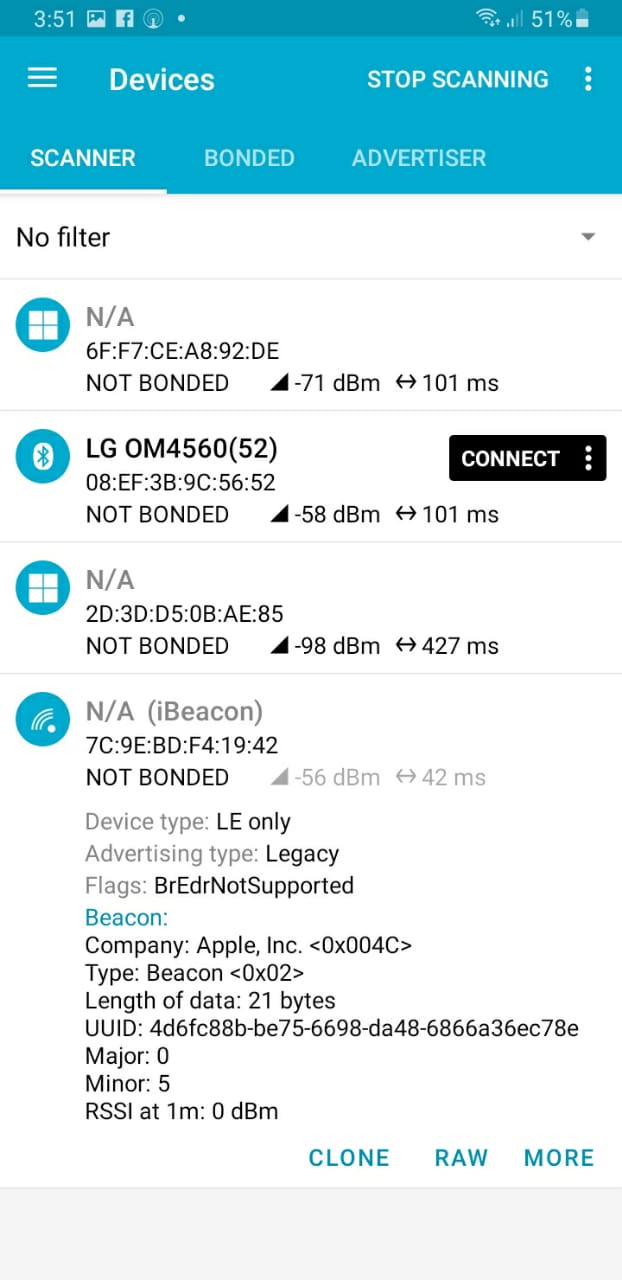 3:51 51%
Devices STOP SCANNING
SCANNER BONDED ADVERTISER
No filter
N/A
6F:F7:CE:A8:92:DE
NOT BONDED -71 dBm 101 ms
LG OM4560(52) CONNECT
08:EF:3B:9C:56:52
NOT BONDED -58 dBm 101 ms
N/A
2D:3D:D5:0B:AE:85
NOT BONDED -98 dBm 427 ms
N/A (iBeacon)
7C:9E:BD:F4:19:42
NOT BONDED -56 dBm 42 ms
Device type: LE only
Advertising type: Legacy
Flags: BrEdrNotSupported
Beacon:
Company: Apple, Inc. <0x004C>
Type: Beacon <0x02>
Length of data: 21 bytes
UUID: 4d6fc88b-be75-6698-da48-6866a36ec78e
Major: 0
Minor: 5
RSSI at 1m: 0 dBm
CLONE RAW MORE